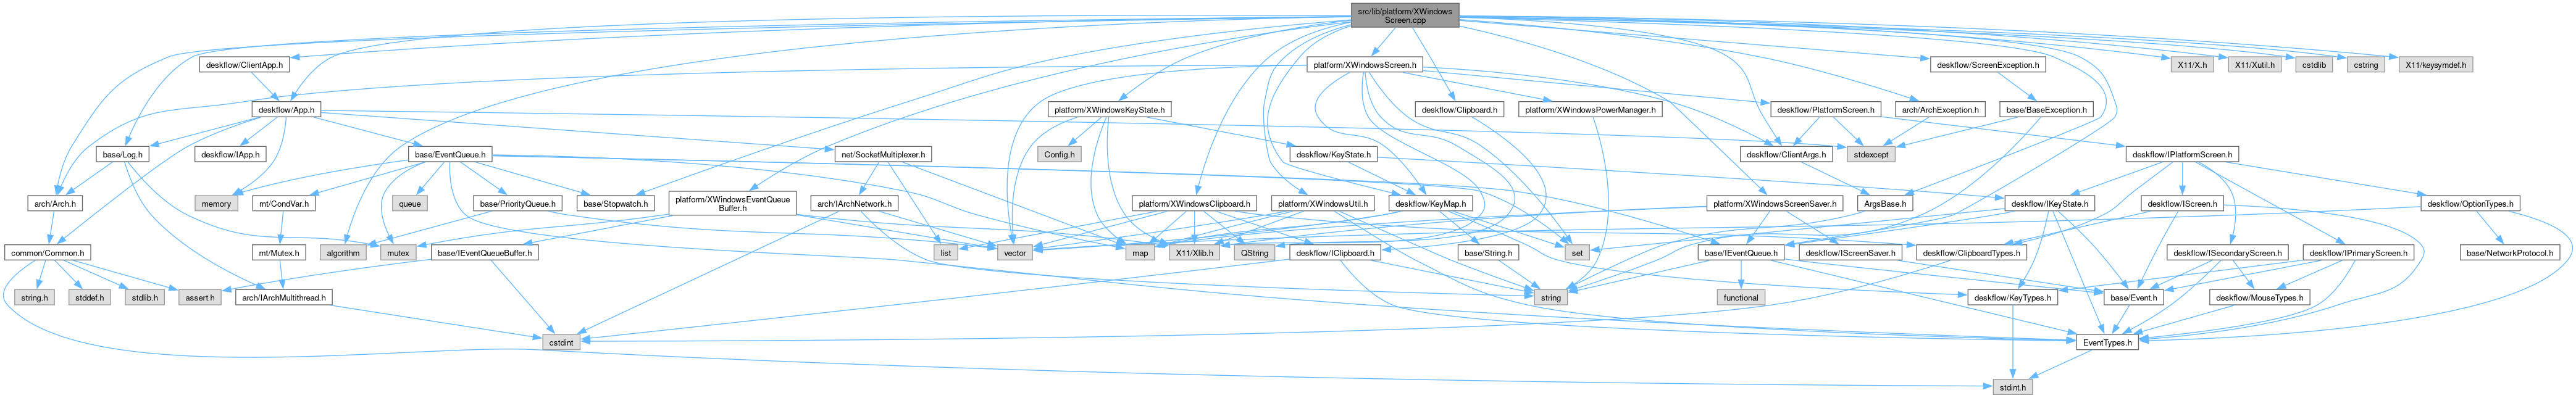 src/lib/platform/XWindows
Screen.cpp
deskflow/ClientApp.h
platform/XWindowsScreen.h
deskflow/ScreenException.h
X11/X.h
X11/Xutil.h
cstdlib
cstring
X11/keysymdef.h
deskflow/App.h
platform/XWindowsKeyState.h
deskflow/Clipboard.h
platform/XWindowsPowerManager.h
deskflow/PlatformScreen.h
arch/ArchException.h
base/BaseException.h
base/Log.h
deskflow/IApp.h
base/EventQueue.h
net/SocketMultiplexer.h
Config.h
deskflow/KeyState.h
deskflow/ClientArgs.h
stdexcept
deskflow/IPlatformScreen.h
arch/Arch.h
memory
mt/CondVar.h
queue
base/PriorityQueue.h
base/Stopwatch.h
platform/XWindowsEventQueue
Buffer.h
arch/IArchNetwork.h
platform/XWindowsClipboard.h
platform/XWindowsUtil.h
deskflow/KeyMap.h
platform/XWindowsScreenSaver.h
ArgsBase.h
deskflow/IKeyState.h
deskflow/IScreen.h
deskflow/OptionTypes.h
common/Common.h
mt/Mutex.h
algorithm
mutex
base/IEventQueueBuffer.h
list
vector
map
X11/Xlib.h
QString
deskflow/IClipboard.h
base/String.h
set
base/IEventQueue.h
deskflow/IScreenSaver.h
deskflow/ClipboardTypes.h
deskflow/ISecondaryScreen.h
deskflow/IPrimaryScreen.h
base/NetworkProtocol.h
string.h
stddef.h
stdlib.h
assert.h
arch/IArchMultithread.h
string
functional
deskflow/KeyTypes.h
base/Event.h
deskflow/MouseTypes.h
cstdint
EventTypes.h
stdint.h